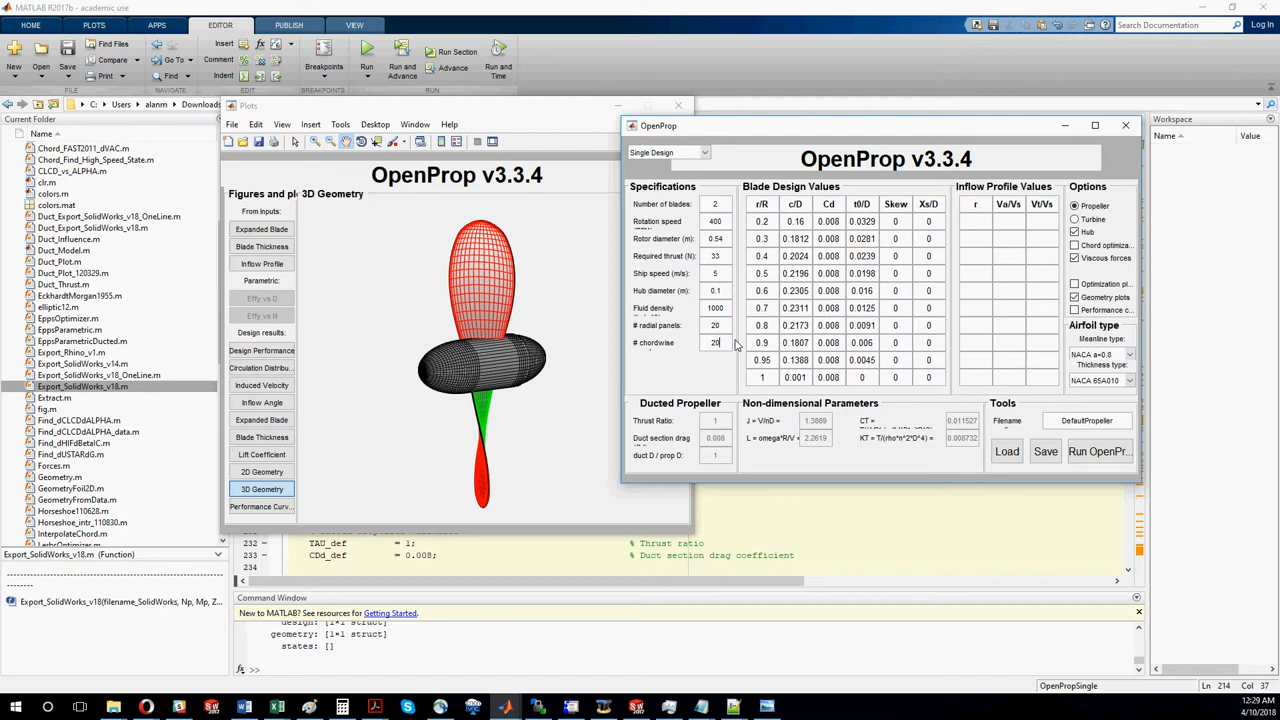 MATLAB R2017b - academic use
HOME PLOTS APPS EDITOR PUBLISH VIEW Search Documentation Log In
New Open Save Find Files Compare Print Go To Find Insert Comment Indent Breakpoints Run Run and Advance Run Section Advance Run and Time
FILE NAVIGATE EDIT BREAKPOINTS RUN
C: Users alanm Downloads
Current Folder
Name
Chord_FAST2011_dVAC.m
Chord_Find_High_Speed_State.m
CLCD_vs_ALPHA.m
clr.m
colors.m
colors.mat
Duct_Export_SolidWorks_v18_OneLine.m
Duct_Export_SolidWorks_v18.m
Duct_Influence.m
Duct_Model.m
Duct_Plot_120329.m
Duct_Thrust.m
EckhardtMorgan1955.m
elliptic12.m
EppsOptimizer.m
EppsParametric.m
Export_Rhino_v1.m
Export_SolidWorks_v14.m
Export_SolidWorks_v18_OneLine.m
Export_SolidWorks_v18.m
Extract.m
fig.m
Find_dCLCDdALPHA.m
Find_dCLCDdALPHA_data.m
Find_dHIFdBetaIC.m
Find_dUSTARdG.m
Forces.m
Geometry.m
GeometryFoil2D.m
GeometryFromData.m
Horseshoe110628.m
Horseshoe_intr_110830.m
InterpolateChord.m
Export_SolidWorks_v18.m (Function)
Export_SolidWorks_v18(filename_SolidWorks, Np, Mp, Z...
Plots
File Edit View Insert Tools Desktop Window Help
OpenProp v3.3.4
Figures and pl 3D Geometry
From Inputs:
Expanded Blade
Blade Thickness
Inflow Profile
Parametric:
Effy vs D
Effy vs N
Design results:
Design Performance
Circulation Distribu...
Induced Velocity
Inflow Angle
Expanded Blade
Blade Thickness
Lift Coefficient
2D Geometry
3D Geometry
Performance Curv...
OpenProp
Single Design
OpenProp v3.3.4
Specifications
Number of blades: 2
Rotation speed 400
Rotor diameter (m): 0.54
Required thrust (N): 33
Ship speed (m/s): 5
Hub diameter (m): 0.1
Fluid density 1000
# radial panels: 20
# chordwise 20
Blade Design Values
r/R c/D Cd t0/D Skew Xs/D
0.2 0.16 0.008 0.0329 0 0
0.3 0.1812 0.008 0.0281 0 0
0.4 0.2024 0.008 0.0239 0 0
0.5 0.2196 0.008 0.0198 0 0
0.6 0.2305 0.008 0.016 0 0
0.7 0.2311 0.008 0.0125 0 0
0.8 0.2173 0.008 0.0091 0 0
0.9 0.1807 0.008 0.006 0 0
0.95 0.1388 0.008 0.0045 0 0
1 0.001 0.008 0 0 0
Inflow Profile Values
r Va/Vs Vt/Vs
Options
Propeller
Turbine
Hub
Chord optimiza...
Viscous forces
Optimization pl...
Geometry plots
Performance c...
Airfoil type
Meanline type:
NACA a=0.8
Thickness type:
NACA 65A010
Ducted Propeller
Thrust Ratio: 1
Duct section drag 0.008
duct D / prop D: 1
Non-dimensional Parameters
J = V/nD = 1.3889 CT = 0.011527
L = omega*R/V = 2.2619 KT = T/(rho*n^2*D^4) = 0.008732
Tools
Filename DefaultPropeller
Load Save Run OpenPr...
232 TAU_def = 1; % Thrust ratio
233 CDd_def = 0.008; % Duct section drag coefficient
234
Command Window
New to MATLAB? See resources for Getting Started.
design: [1×1 struct]
geometry: [1×1 struct]
states: []
fx >>
Workspace
Name Value
OpenPropSingle Ln 214 Col 37
12:29 AM
4/10/2018